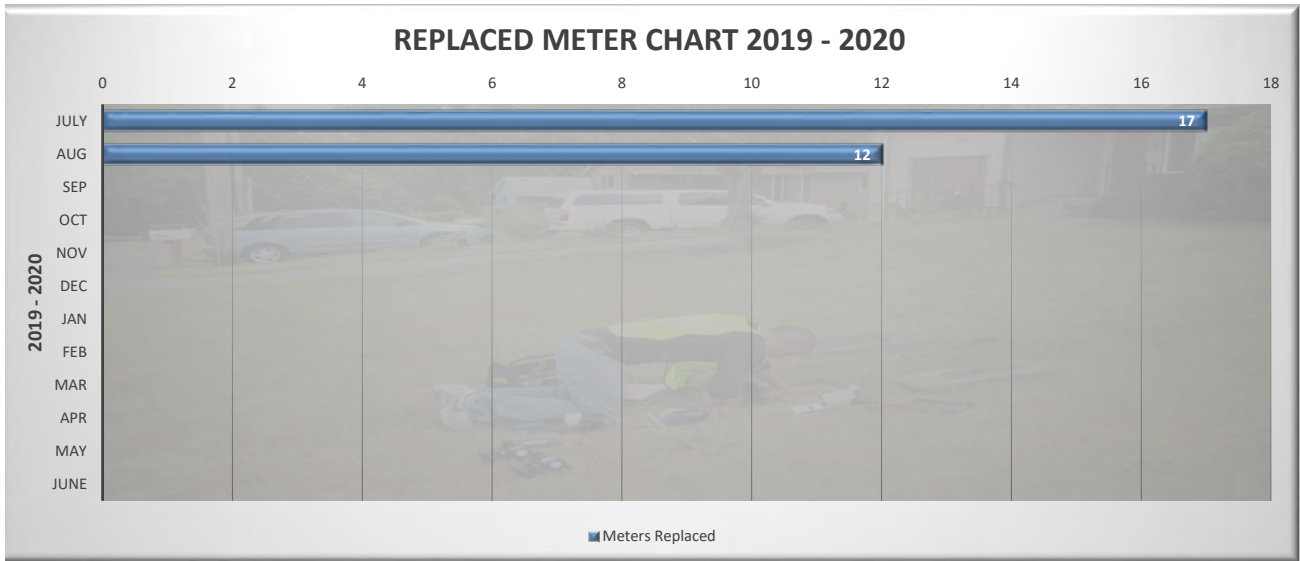 REPLACED METER CHART 2019 - 2020
0 2 4 6 8 10 12 14 16 18
2019 - 2020
JULY 17
AUG 12
SEP
OCT
NOV
DEC
JAN
FEB
MAR
APR
MAY
JUNE
Meters Replaced